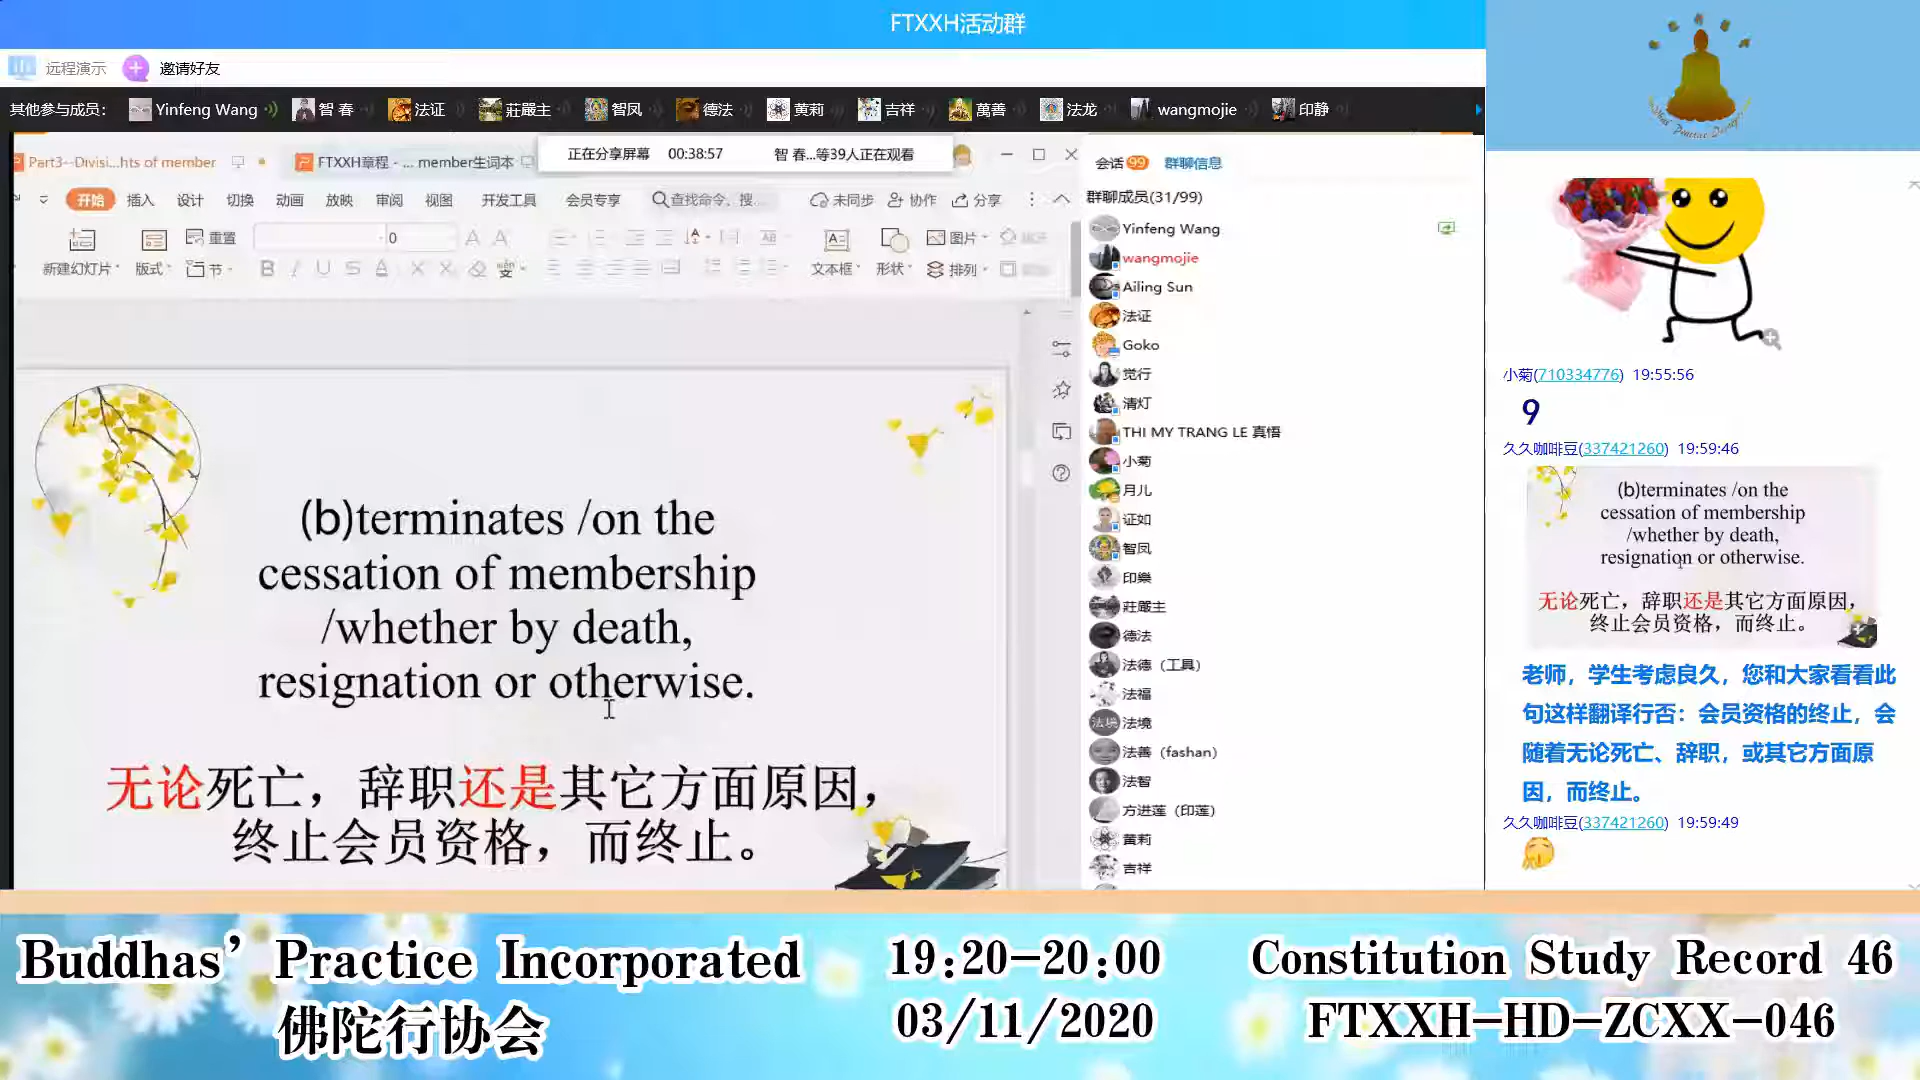 FTXXH活动群
远程演示 邀请好友
其他参与成员: Yinfeng Wang 智 春 法证 莊嚴主 智凤 德法 黄莉 吉祥 萬善 法龙 wangmojie 印静
Part3--Divisi...hts of member FTXXH章程 - ... member生词本
正在分享屏幕 00:38:57 智 春...等39人正在观看
开始 插入 设计 切换 动画 放映 审阅 视图 开发工具 会员专享 查找命令、搜... 未同步 协作 分享
重置 0 图片
新建幻灯片 版式 节 B I U S A 文本框 形状 排列
(b)terminates /on the
cessation of membership
/whether by death,
resignation or otherwise.
无论死亡，辞职还是其它方面原因，
终止会员资格，而终止。
会话 99 群聊信息
群聊成员(31/99)
Yinfeng Wang
wangmojie
Ailing Sun
法证
Goko
觉行
清灯
THI MY TRANG LE 真悟
小菊
月儿
证如
智凤
印樂
莊嚴主
德法
法德（工具）
法福
法境
法善（fashan）
法智
方进莲（印莲）
黄莉
吉祥
小菊(710334776) 19:55:56
9
久久咖啡豆(337421260) 19:59:46
(b)terminates /on the
cessation of membership
/whether by death,
resignation or otherwise.
无论死亡，辞职还是其它方面原因，
终止会员资格，而终止。
老师，学生考虑良久，您和大家看看此
句这样翻译行否：会员资格的终止，会
随着无论死亡、辞职，或其它方面原
因，而终止。
久久咖啡豆(337421260) 19:59:49
Buddhas’ Practice Incorporated
佛陀行协会
19:20-20:00
03/11/2020
Constitution Study Record 46
FTXXH-HD-ZCXX-046